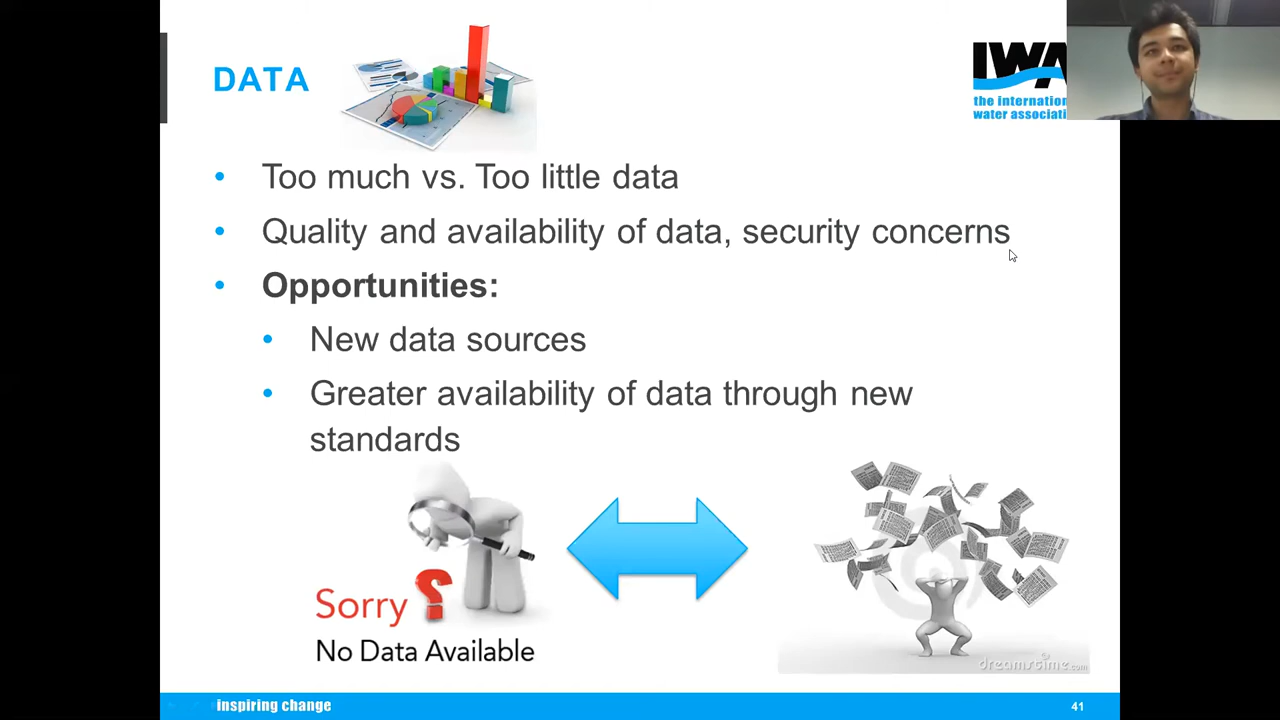 DATA
IWA
the internation
water associati
Too much vs. Too little data
Quality and availability of data, security concerns
Opportunities:
New data sources
Greater availability of data through new
standards
Sorry ?
No Data Available
dreamstime.com
inspiring change
41